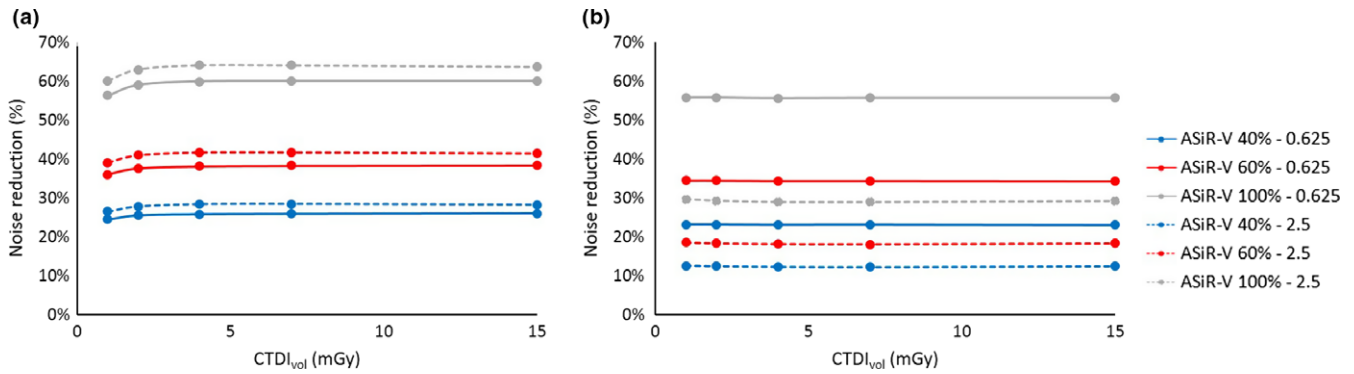 (a)
Noise reduction (%)
70%
60%
50%
40%
30%
20%
10%
0%
0
5
10
15
CTDIvol (mGy)
(b)
Noise reduction (%)
70%
60%
50%
40%
30%
20%
10%
0%
0
5
10
15
CTDIvol (mGy)
ASiR-V 40% - 0.625
ASiR-V 60% - 0.625
ASiR-V 100% - 0.625
ASiR-V 40% - 2.5
ASiR-V 60% - 2.5
ASiR-V 100% - 2.5